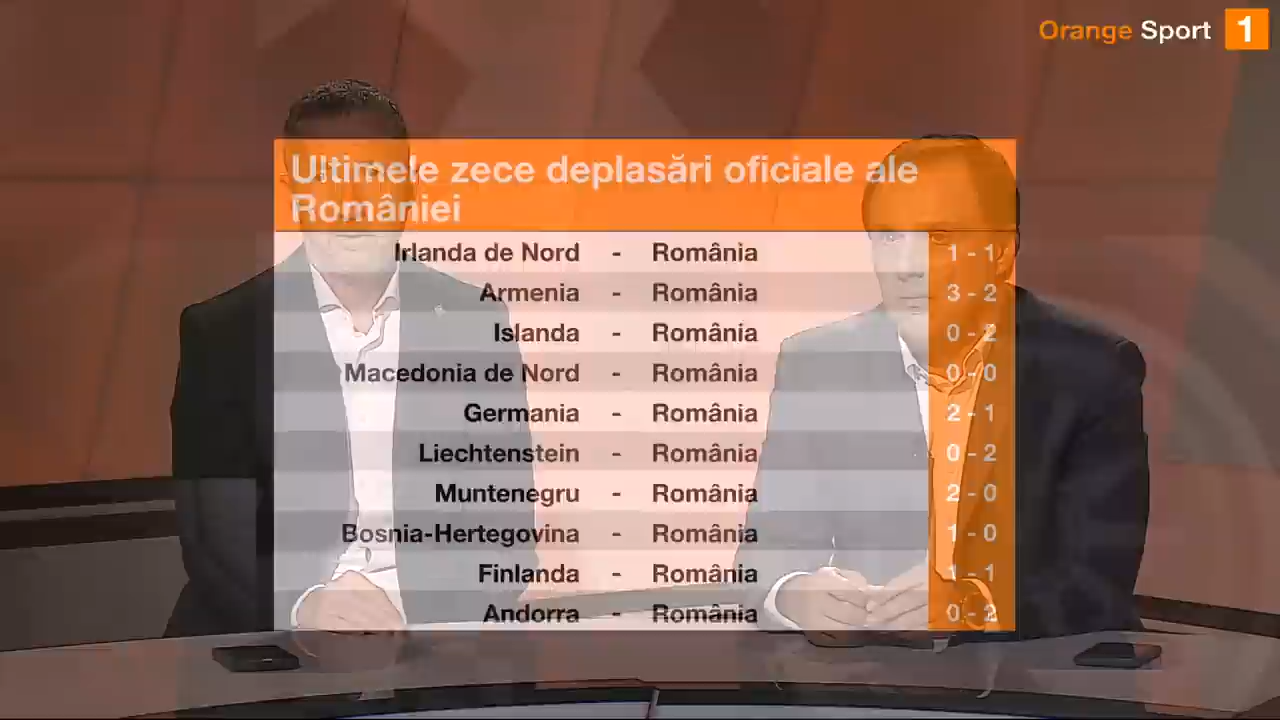 Orange Sport 1
Ultimele zece deplasări oficiale ale
României
Irlanda de Nord - România 1 - 1
Armenia - România 3 - 2
Islanda - România 0 - 2
Macedonia de Nord - România 0 - 0
Germania - România 2 - 1
Liechtenstein - România 0 - 2
Muntenegru - România 2 - 0
Bosnia-Hertegovina - România 1 - 0
Finlanda - România 1 - 1
Andorra - România 0 - 2